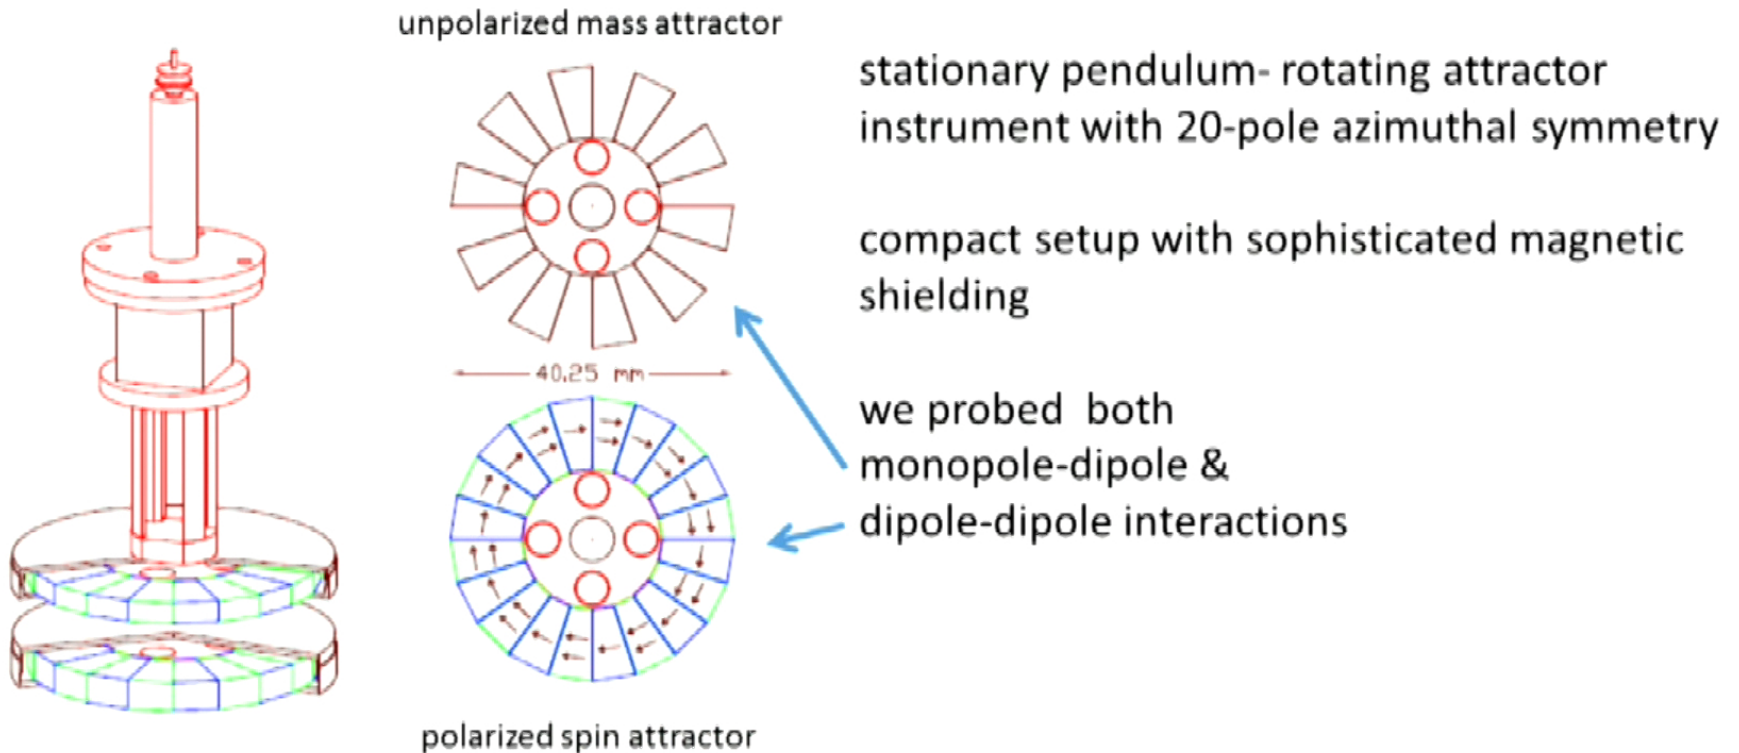 unpolarized mass attractor
stationary pendulum- rotating attractor
instrument with 20-pole azimuthal symmetry
compact setup with sophisticated magnetic
shielding
40.25 mm
we probed both
monopole-dipole &
dipole-dipole interactions
polarized spin attractor